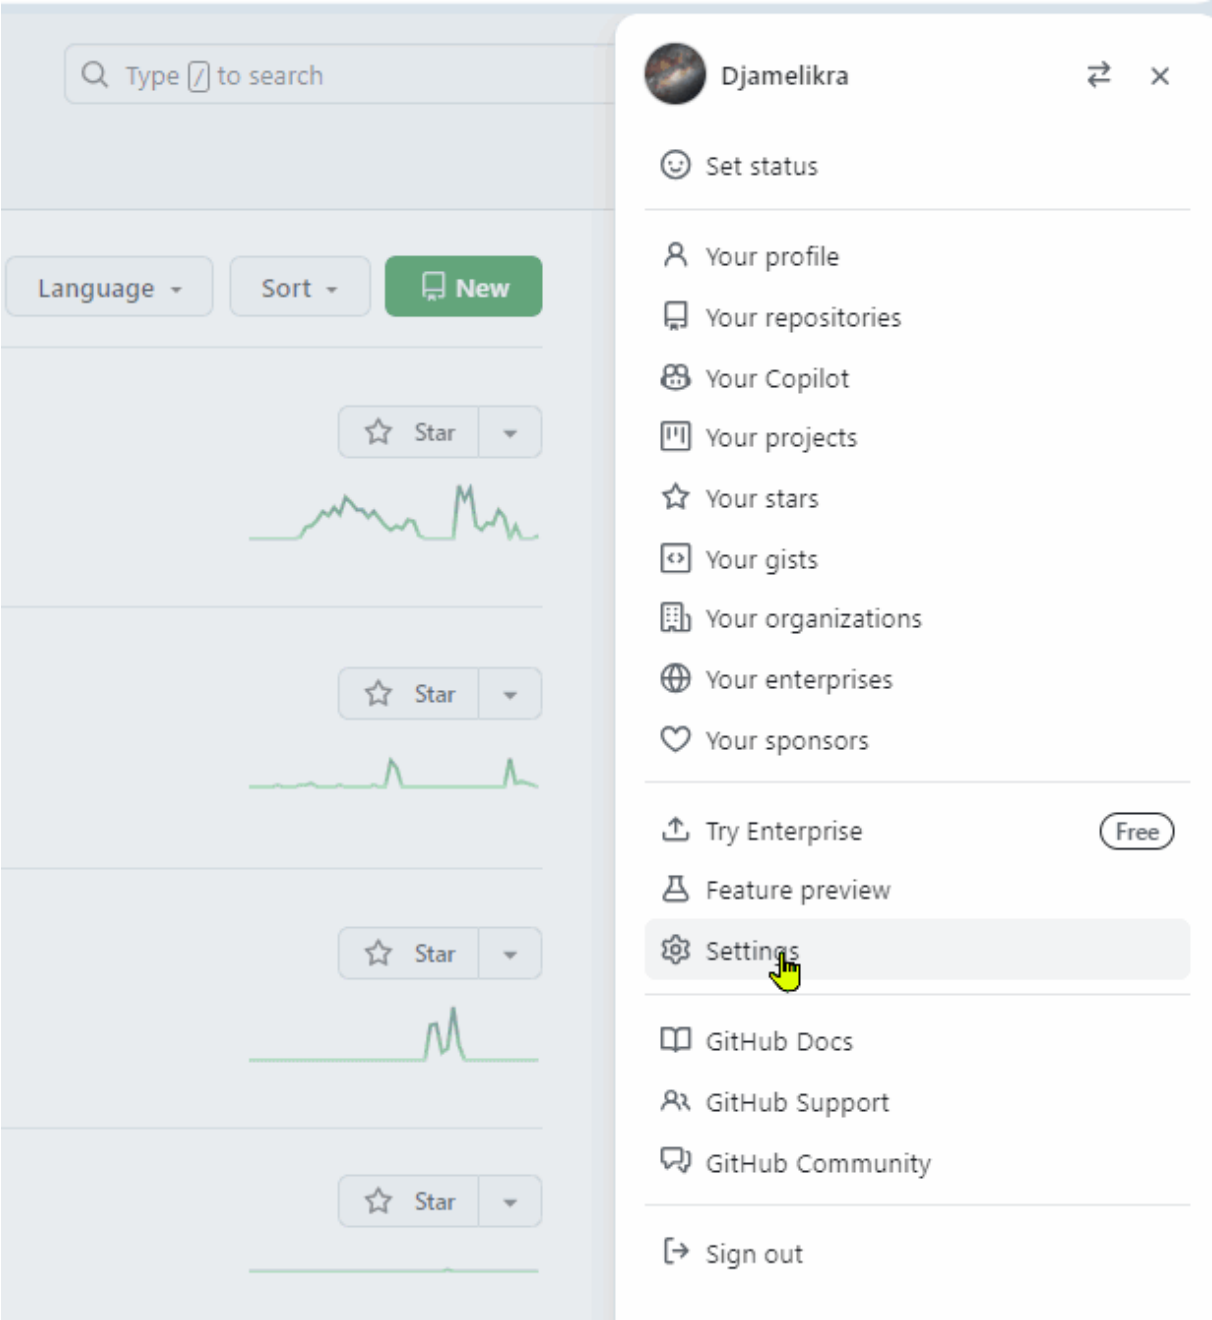 Type / to search
Djamelikra
Set status
Language
Sort
New
Your profile
Your repositories
Your Copilot
Your projects
Your stars
Your gists
Your organizations
Your enterprises
Your sponsors
Star
Star
Star
Star
Try Enterprise
Free
Feature preview
Settings
GitHub Docs
GitHub Support
GitHub Community
Sign out